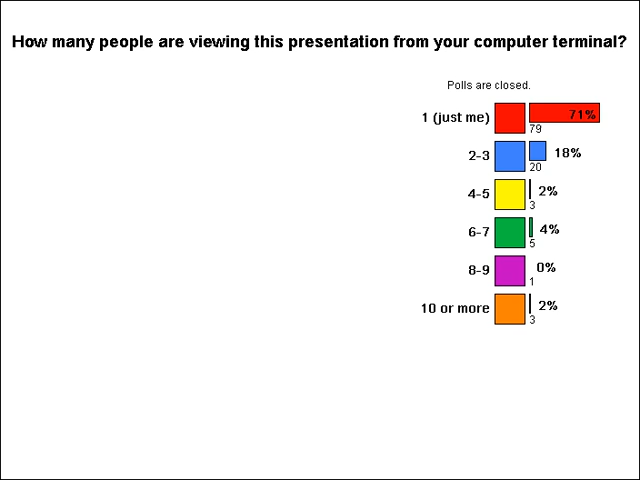 How many people are viewing this presentation from your computer terminal?
Polls are closed.
1 (just me) 71%
79
2-3 18%
20
4-5 2%
3
6-7 4%
5
8-9 0%
1
10 or more 2%
3